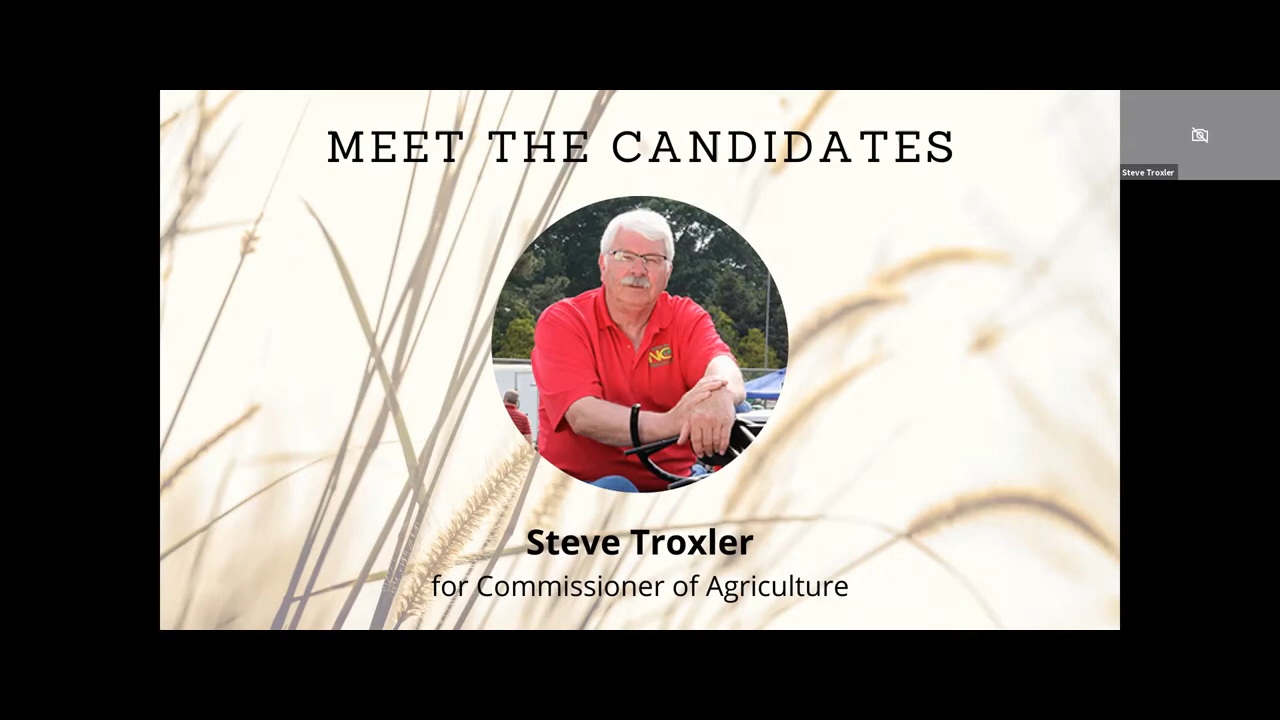 MEET THE CANDIDATES
Steve Troxler
NC
Steve Troxler
for Commissioner of Agriculture